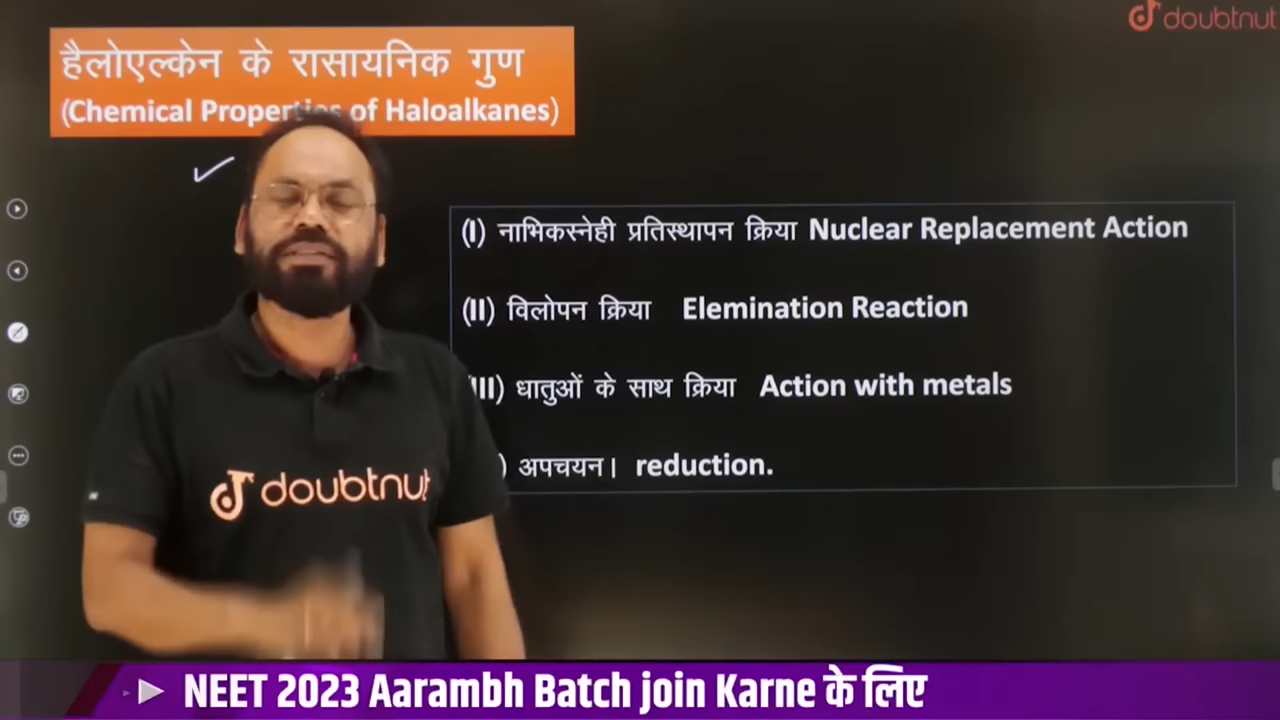 doubtnut
हैलोएल्केन के रासायनिक गुण
(Chemical Properties of Haloalkanes)
(I) नाभिकस्नेही प्रतिस्थापन क्रिया Nuclear Replacement Action
(II) विलोपन क्रिया Elemination Reaction
III) धातुओं के साथ क्रिया Action with metals
) अपचयन। reduction.
doubtnut
NEET 2023 Aarambh Batch join Karne के लिए